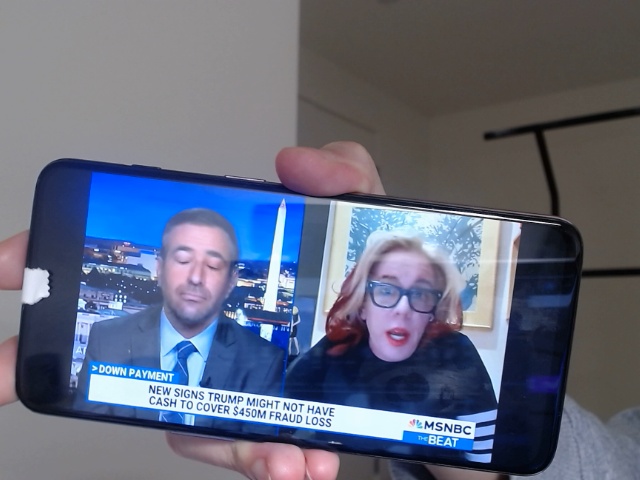 > DOWN PAYMENT
NEW SIGNS TRUMP MIGHT NOT HAVE
CASH TO COVER $450M FRAUD LOSS
MSNBC
THE BEAT